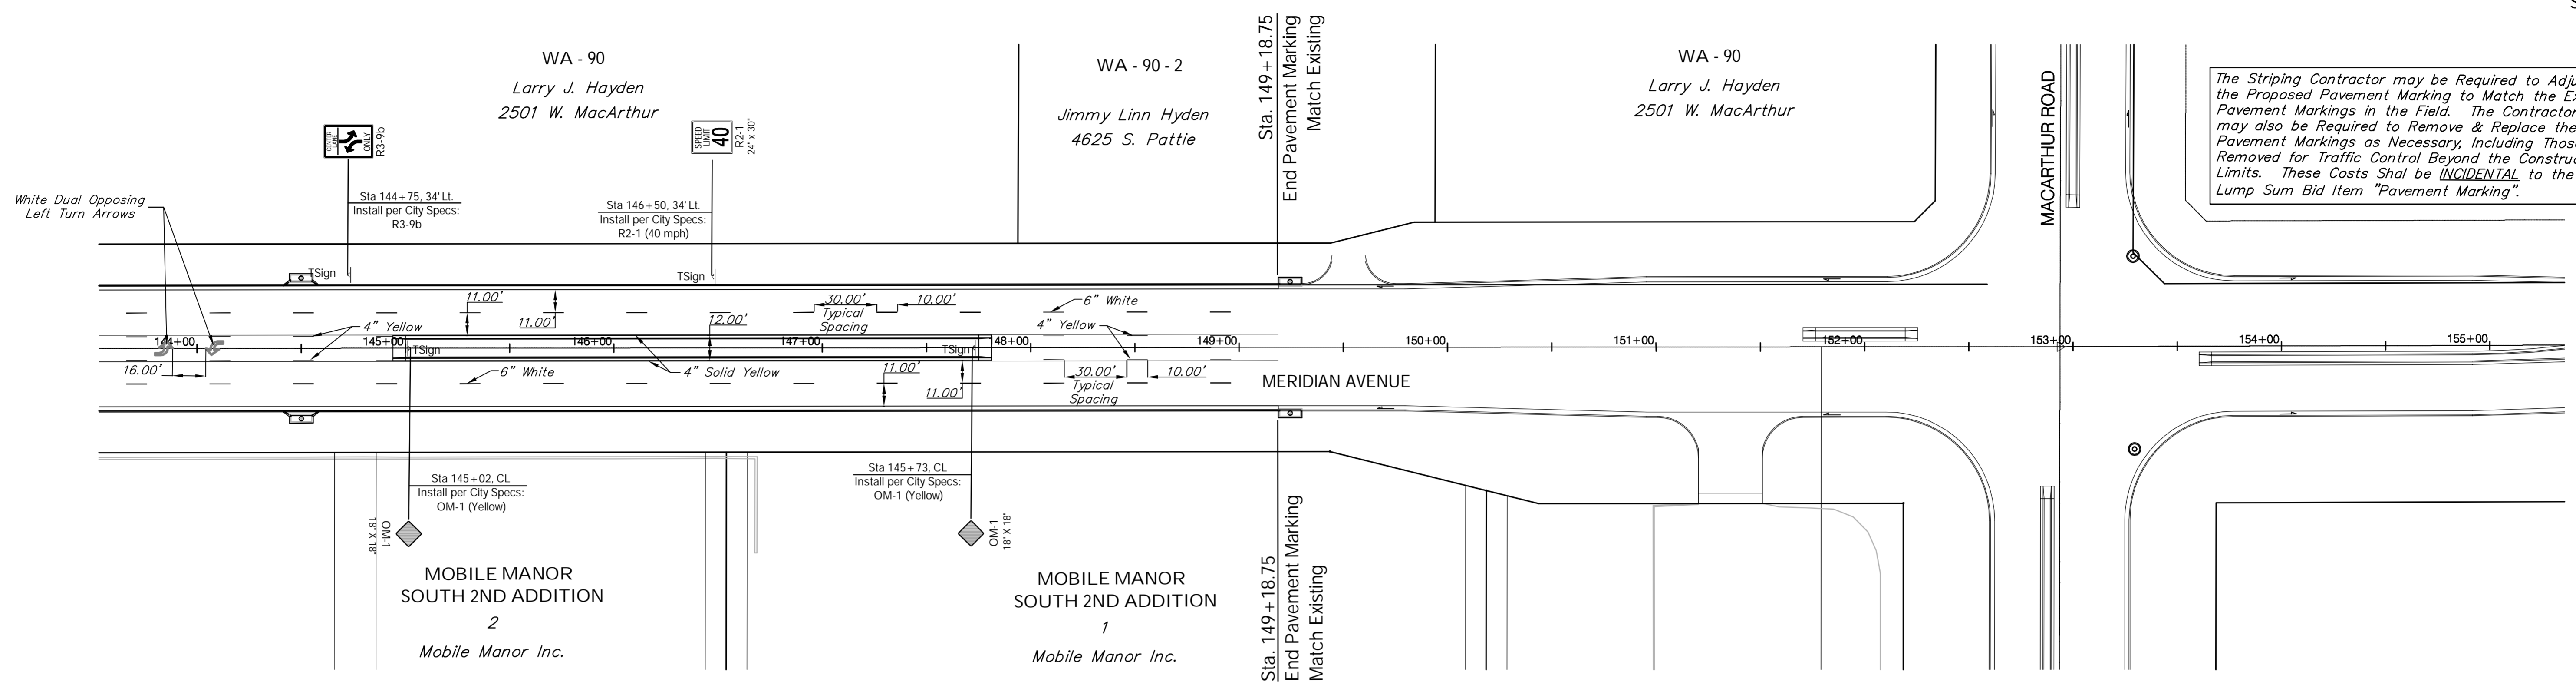 WA - 90
Larry J. Hayden
2501 W. MacArthur
WA - 90 - 2
Jimmy Linn Hyden
4625 S. Pattie
Sta. 149+18.75
End Pavement Marking
Match Existing
WA - 90
Larry J. Hayden
2501 W. MacArthur
MACARTHUR ROAD
The Striping Contractor may be Required to Adju
the Proposed Pavement Marking to Match the Ex
Pavement Markings in the Field. The Contractor
may also be Required to Remove & Replace the
Pavement Markings as Necessary, Including Thos
Removed for Traffic Control Beyond the Construc
Limits. These Costs Shal be INCIDENTAL to the
Lump Sum Bid Item "Pavement Marking".
CENTER
LANE
ONLY
R3-9b
SPEED
LIMIT
40
R2-1
24" x 30"
White Dual Opposing
Left Turn Arrows
Sta 144+75, 34' Lt.
Install per City Specs:
R3-9b
Sta 146+50, 34' Lt.
Install per City Specs:
R2-1 (40 mph)
TSign
TSign
11.00'
11.00'
30.00'
Typical
Spacing
10.00'
6" White
4" Yellow
12.00'
4" Yellow
144+00
145+00
146+00
147+00
148+00
149+00
150+00
151+00
152+00
153+00
154+00
155+00
TSign
TSign
16.00'
6" White
4" Solid Yellow
11.00'
11.00'
30.00'
Typical
Spacing
10.00'
MERIDIAN AVENUE
Sta 145+02, CL
Install per City Specs:
OM-1 (Yellow)
OM-1
18" X 18"
Sta 145+73, CL
Install per City Specs:
OM-1 (Yellow)
OM-1
18" X 18"
MOBILE MANOR
SOUTH 2ND ADDITION
2
Mobile Manor Inc.
MOBILE MANOR
SOUTH 2ND ADDITION
1
Mobile Manor Inc.
Sta. 149+18.75
End Pavement Marking
Match Existing